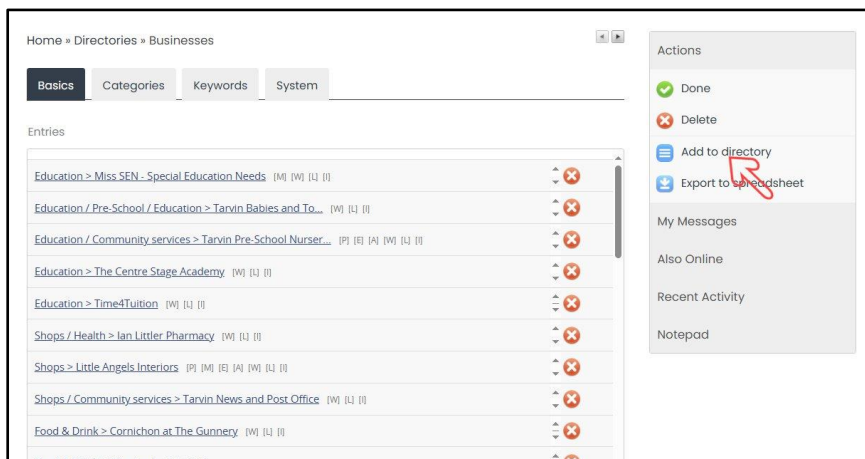 Home » Directories » Businesses
Basics Categories Keywords System
Entries
Education > Miss SEN - Special Education Needs [M] [W] [L] [I]
Education / Pre-School / Education > Tarvin Babies and To... [W] [L] [I]
Education / Community services > Tarvin Pre-School Nurser... [P] [E] [A] [W] [L] [I]
Education > The Centre Stage Academy [W] [L] [I]
Education > Time4Tuition [W] [L] [I]
Shops / Health > Ian Littler Pharmacy [W] [L] [I]
Shops > Little Angels Interiors [P] [M] [E] [A] [W] [L] [I]
Shops / Community services > Tarvin News and Post Office [W] [L] [I]
Food & Drink > Cornichon at The Gunnery [W] [L] [I]
Actions
Done
Delete
Add to directory
Export to spreadsheet
My Messages
Also Online
Recent Activity
Notepad